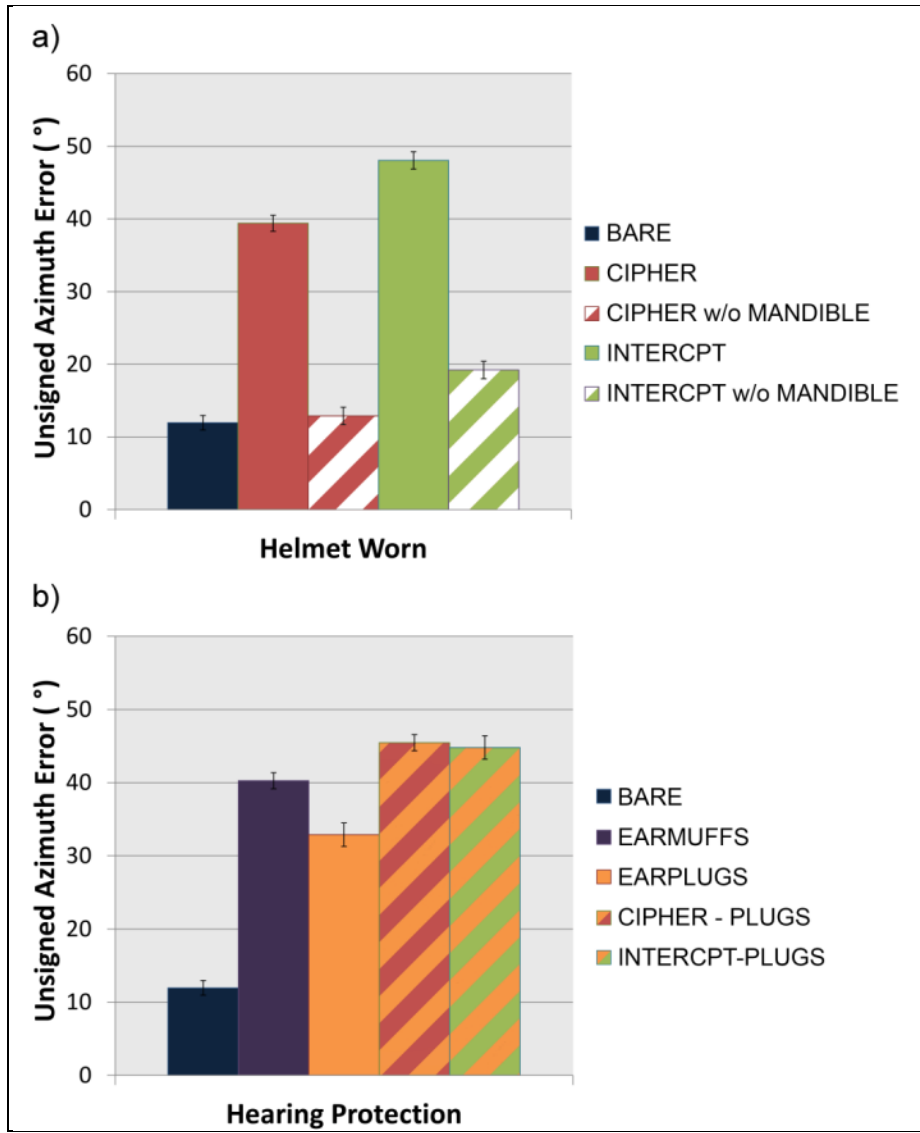 a)
60
50
40
30
20
10
0
Unsigned Azimuth Error ( °)
Helmet Worn
BARE
CIPHER
CIPHER w/o MANDIBLE
INTERCPT
INTERCPT w/o MANDIBLE
b)
60
50
40
30
20
10
0
Unsigned Azimuth Error ( °)
Hearing Protection
BARE
EARMUFFS
EARPLUGS
CIPHER - PLUGS
INTERCPT-PLUGS